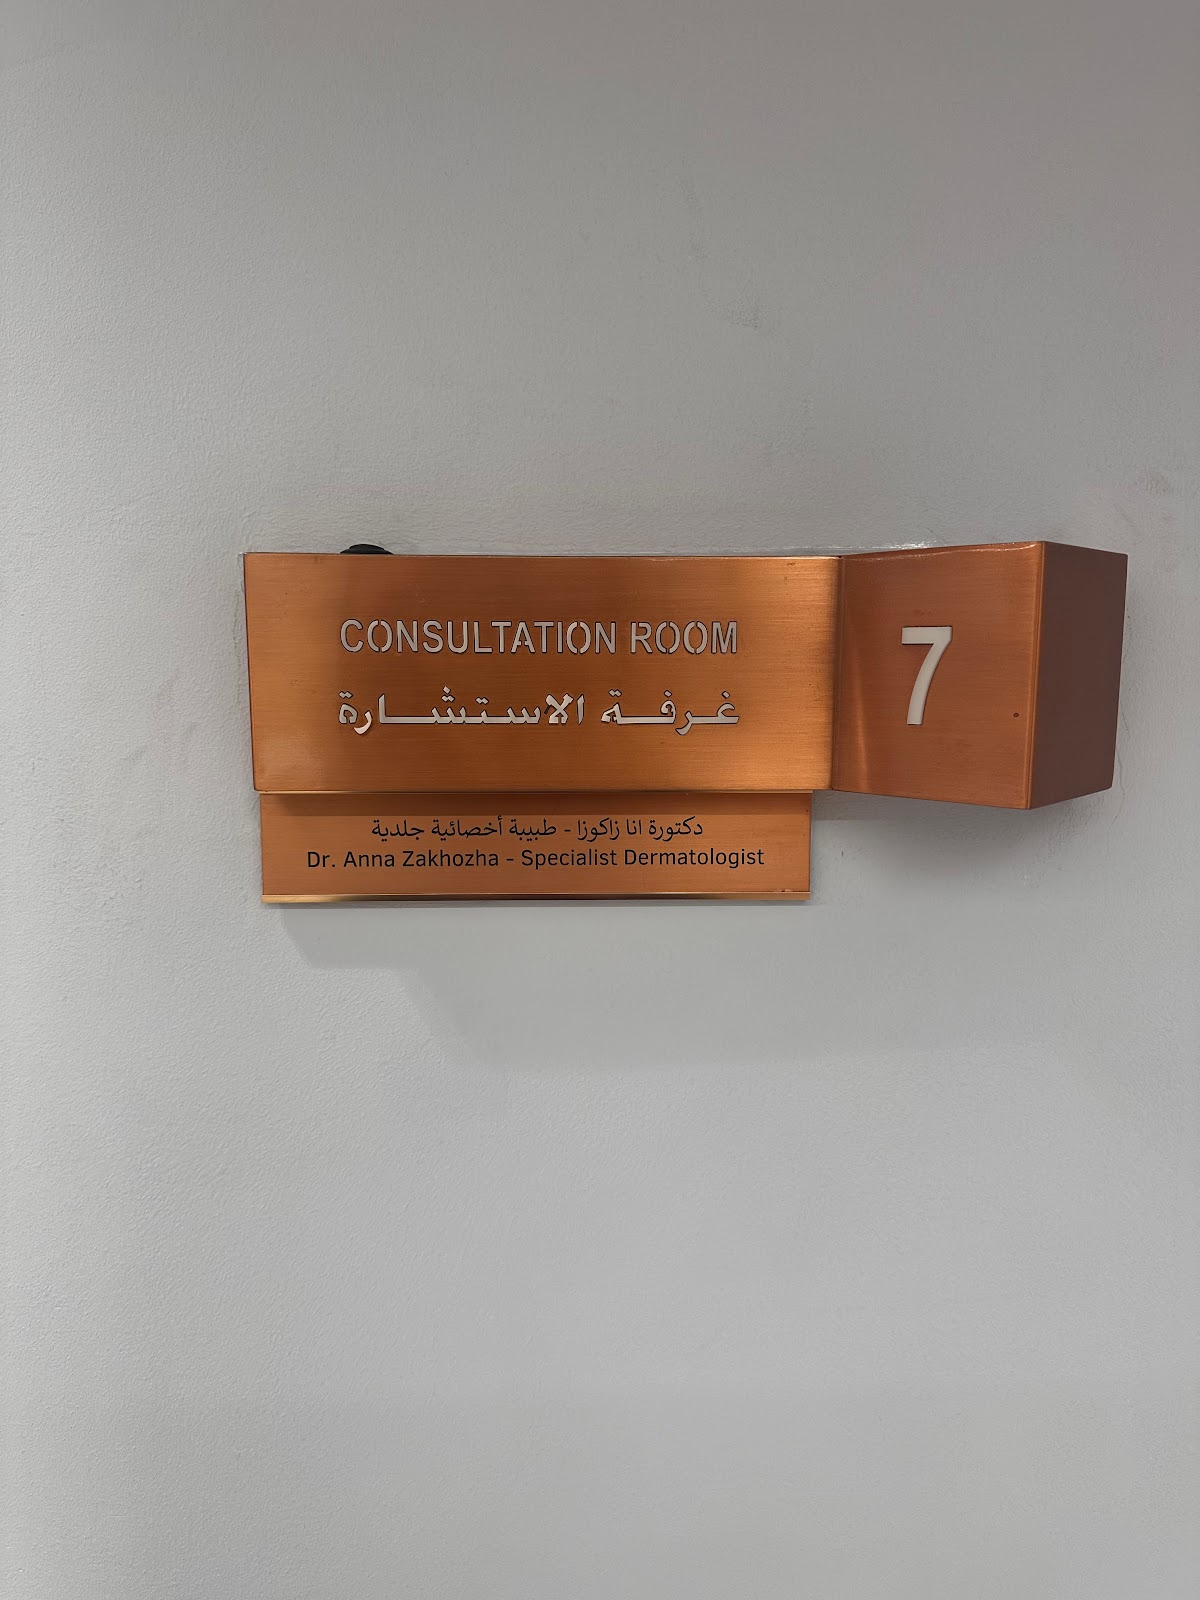 CONSULTATION ROOM
غرفة الاستشارة
7
دكتورة انا زاكوزا - طبيبة أخصائية جلدية
Dr. Anna Zakhozha - Specialist Dermatologist